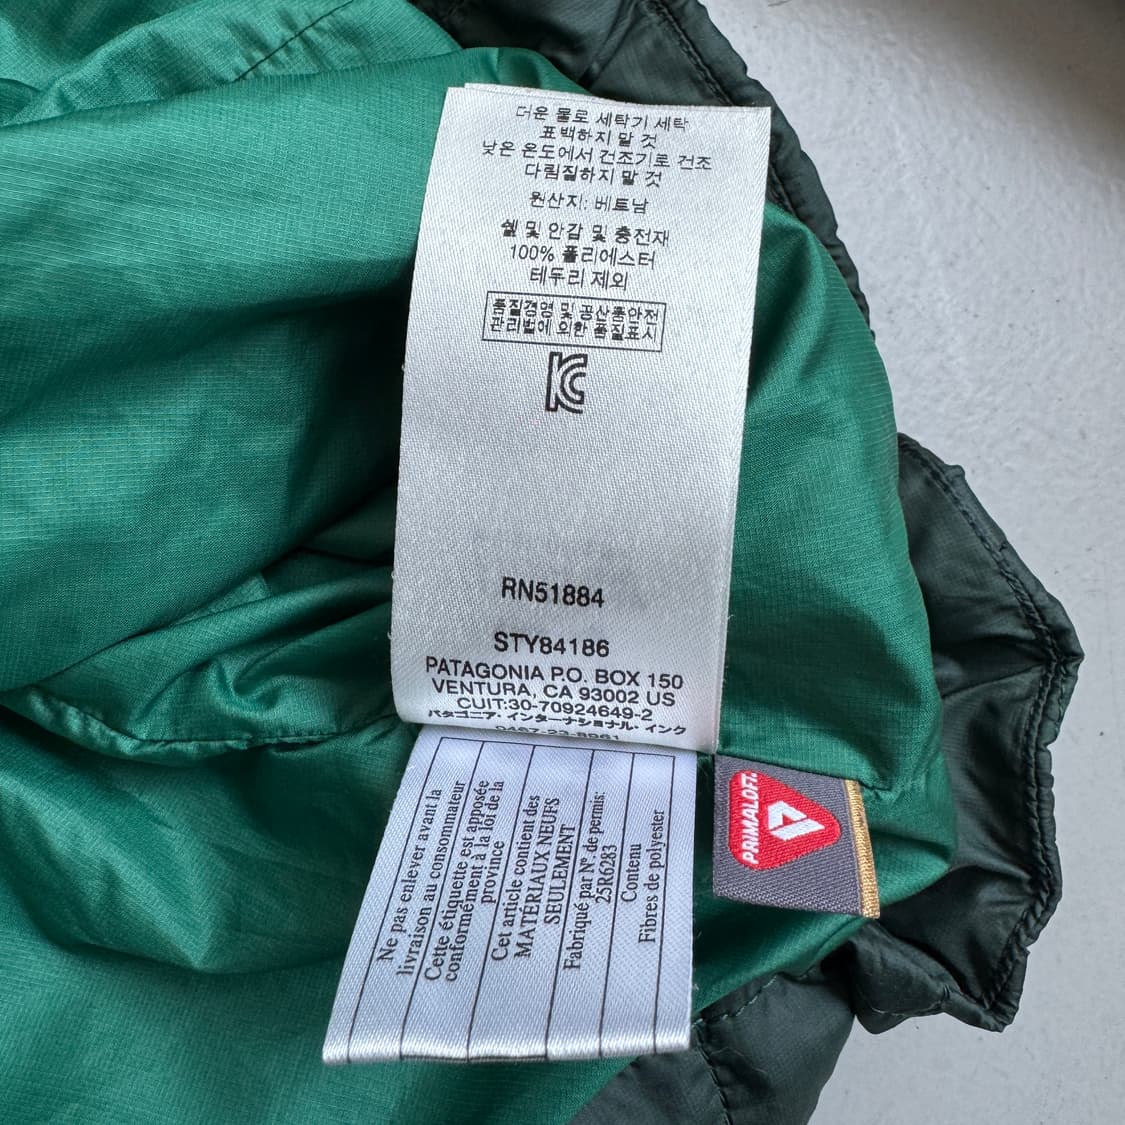 더운 물로 세탁기 세탁
표백하지 말 것
낮은 온도에서 건조기로 건조
다림질하지 말 것
원산지: 베트남
쉘 및 안감 및 충전재
100% 폴리에스터
테두리 제외
품질경영 및 공산품안전
관리법에 의한 품질표시
KC
RN51884
STY84186
PATAGONIA P.O. BOX 150
VENTURA, CA 93002 US
CUIT:30-70924649-2
パタゴニア・インターナショナル・インク
0467-23-8961
Ne pas enlever avant la
livraison au consommateur
Cette étiquette est apposée
conformément à la loi de la
province
Cet article contient des
MATÉRIAUX NEUFS
SEULEMENT
Fabriqué par N°. de permis:
25R6283
Contenu
Fibres de polyester
PRIMALOFT.